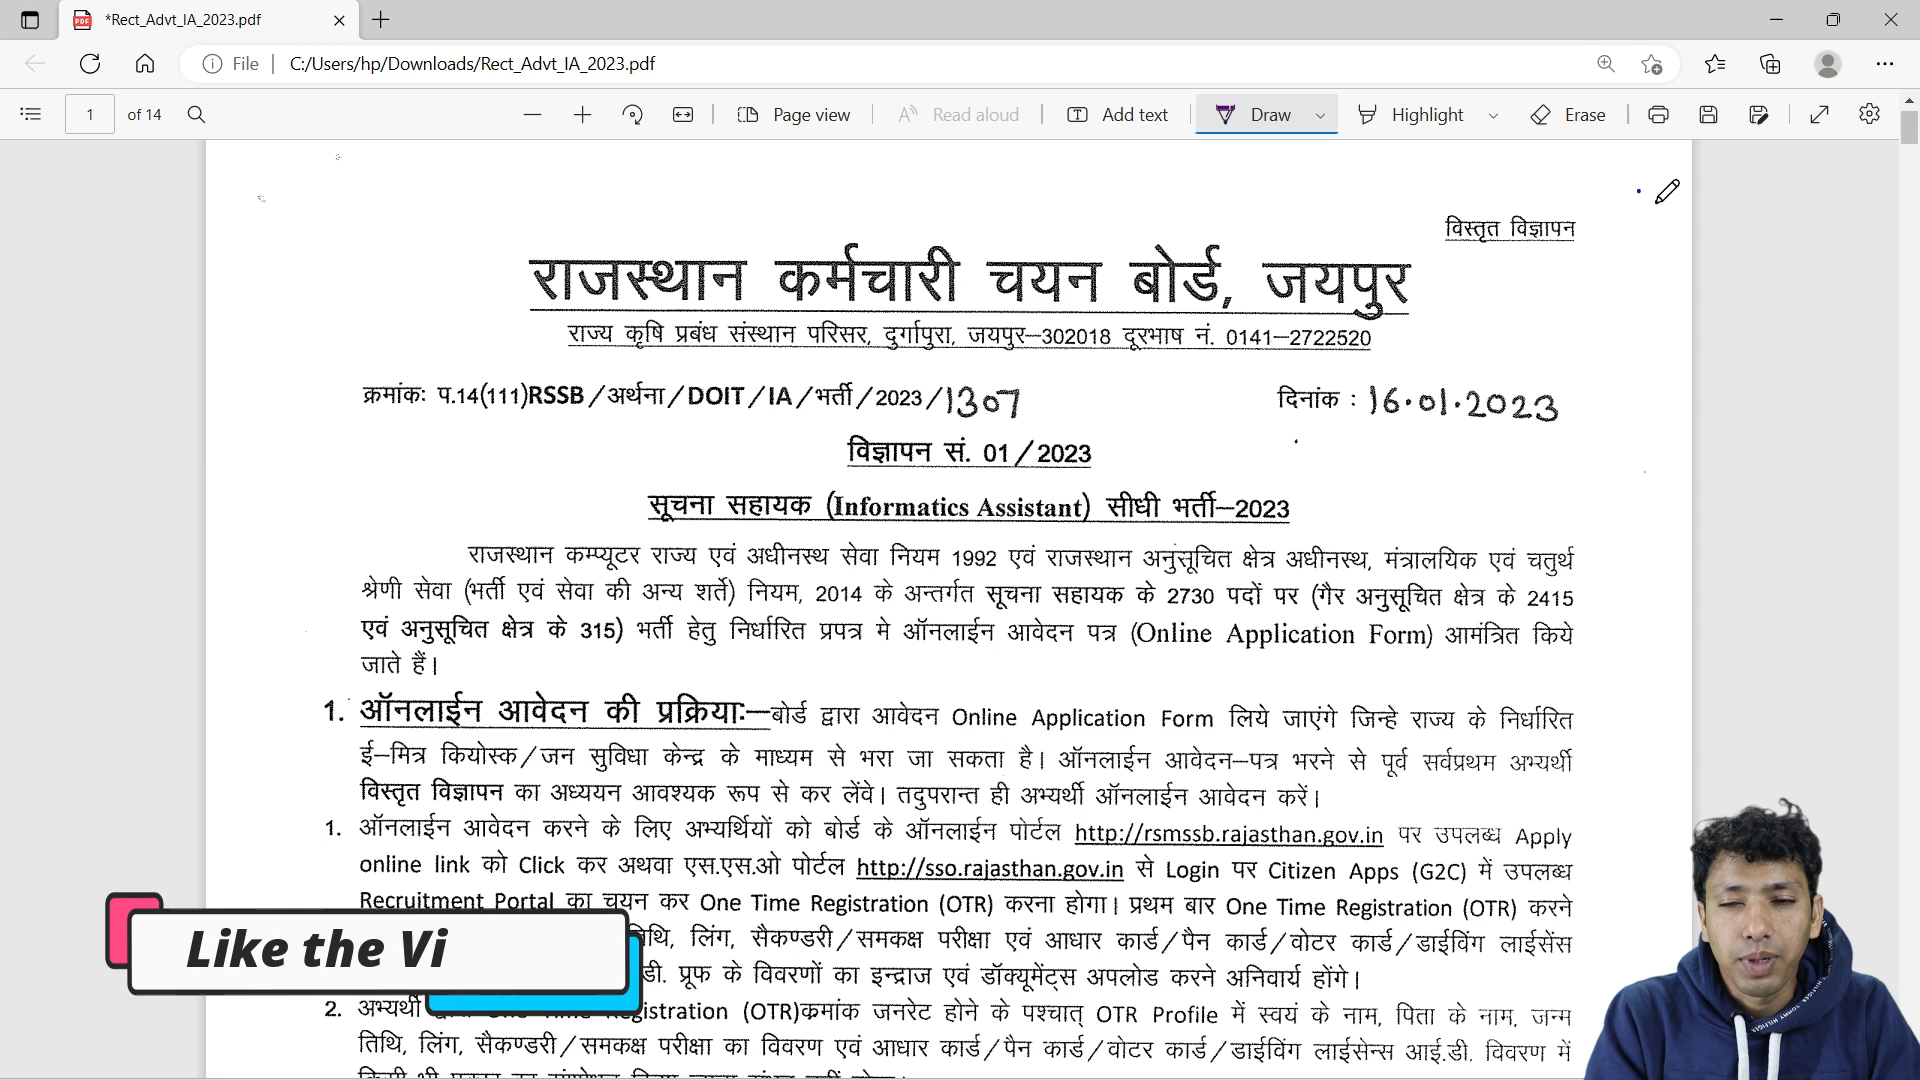 *Rect_Advt_IA_2023.pdf
File C:/Users/hp/Downloads/Rect_Advt_IA_2023.pdf
1 of 14 Page view Read aloud Add text Draw Highlight Erase
विस्तृत विज्ञापन
राजस्थान कर्मचारी चयन बोर्ड, जयपुर
राज्य कृषि प्रबंध संस्थान परिसर, दुर्गापुरा, जयपुर–302018 दूरभाष नं. 0141–2722520
क्रमांकः प.14(111)RSSB/अर्थना/DOIT/IA/भर्ती/2023/1307 दिनांक : 16.01.2023
विज्ञापन सं. 01/2023
सूचना सहायक (Informatics Assistant) सीधी भर्ती–2023
राजस्थान कम्प्यूटर राज्य एवं अधीनस्थ सेवा नियम 1992 एवं राजस्थान अनुसूचित क्षेत्र अधीनस्थ, मंत्रालयिक एवं चतुर्थ
श्रेणी सेवा (भर्ती एवं सेवा की अन्य शर्ते) नियम, 2014 के अन्तर्गत सूचना सहायक के 2730 पदों पर (गैर अनुसूचित क्षेत्र के 2415
एवं अनुसूचित क्षेत्र के 315) भर्ती हेतु निर्धारित प्रपत्र मे ऑनलाईन आवेदन पत्र (Online Application Form) आमंत्रित किये
जाते हैं।
1. ऑनलाईन आवेदन की प्रक्रियाः–बोर्ड द्वारा आवेदन Online Application Form लिये जाएंगे जिन्हे राज्य के निर्धारित
ई–मित्र कियोस्क/जन सुविधा केन्द्र के माध्यम से भरा जा सकता है। ऑनलाईन आवेदन–पत्र भरने से पूर्व सर्वप्रथम अभ्यर्थी
विस्तृत विज्ञापन का अध्ययन आवश्यक रूप से कर लेंवे। तदुपरान्त ही अभ्यर्थी ऑनलाईन आवेदन करें।
1. ऑनलाईन आवेदन करने के लिए अभ्यर्थियों को बोर्ड के ऑनलाईन पोर्टल http://rsmssb.rajasthan.gov.in पर उपलब्ध Apply
online link को Click कर अथवा एस.एस.ओ पोर्टल http://sso.rajasthan.gov.in से Login पर Citizen Apps (G2C) में उपलब्ध
Recruitment Portal का चयन कर One Time Registration (OTR) करना होगा। प्रथम बार One Time Registration (OTR) करने
लिंग, सैकण्डरी/समकक्ष परीक्षा एवं आधार कार्ड/पैन कार्ड/वोटर कार्ड/डाईविंग लाईसेंस
Like the Vi
डी. प्रूफ के विवरणों का इन्द्राज एवं डॉक्यूमेंट्स अपलोड करने अनिवार्य होंगे।
2. अभ्यर्थी (OTR)कमांक जनरेट होने के पश्चात् OTR Profile में स्वयं के नाम, पिता के नाम, जन्म
तिथि, लिंग, सैकण्डरी/समकक्ष परीक्षा का विवरण एवं आधार कार्ड/पैन कार्ड/वोटर कार्ड/डाईविंग लाईसेन्स आई.डी. विवरण में